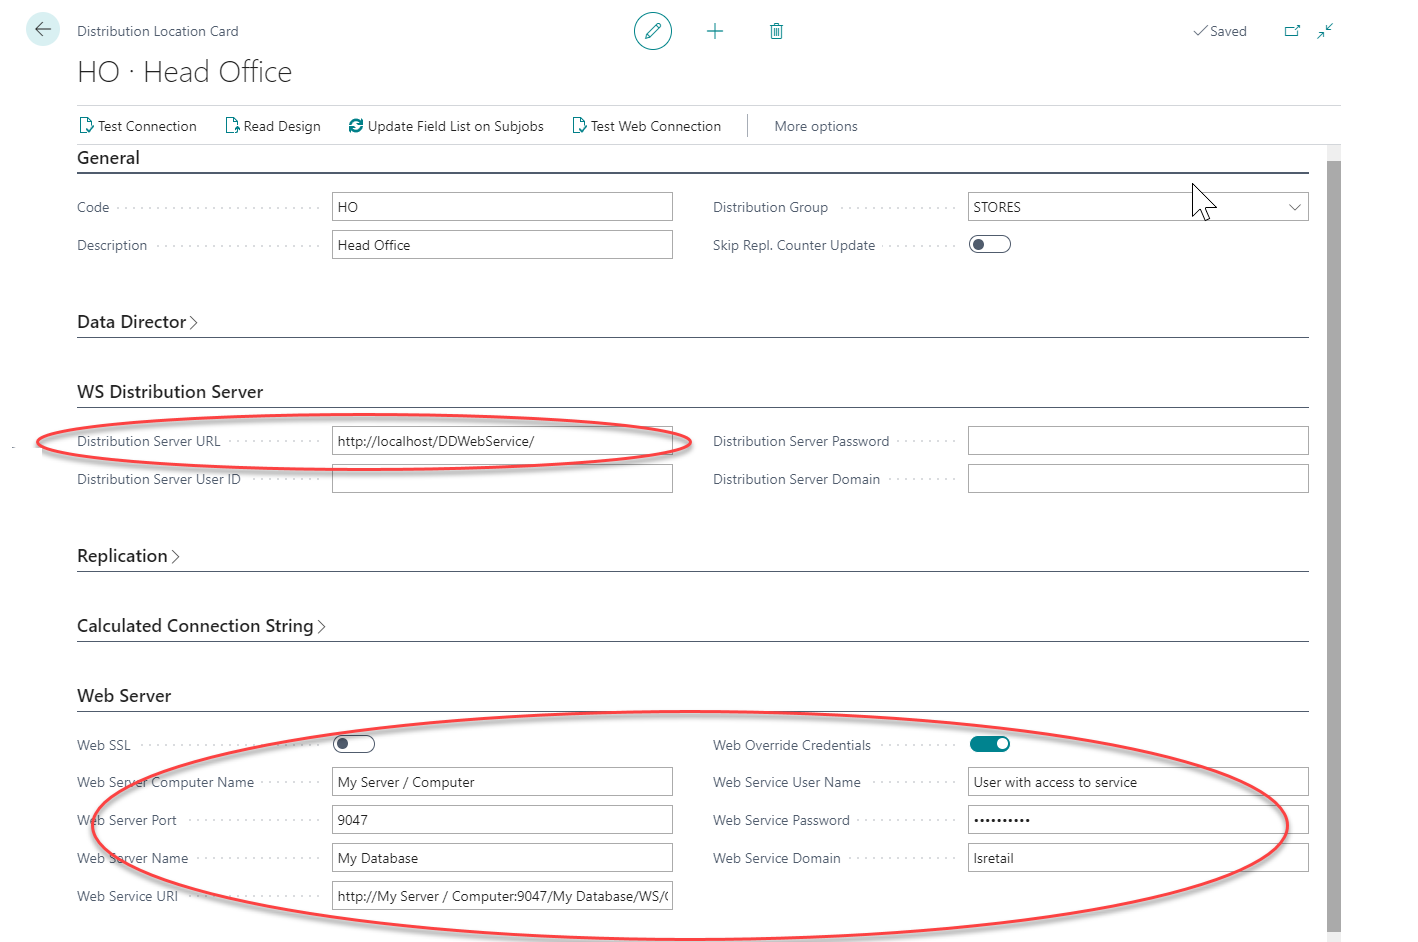 Distribution Location Card
Saved
HO · Head Office
Test Connection
Read Design
Update Field List on Subjobs
Test Web Connection
More options
General
Code
HO
Distribution Group
STORES
Description
Head Office
Skip Repl. Counter Update
Data Director
WS Distribution Server
Distribution Server URL
http://localhost/DDWebService/
Distribution Server Password
Distribution Server User ID
Distribution Server Domain
Replication
Calculated Connection String
Web Server
Web SSL
Web Override Credentials
Web Server Computer Name
My Server / Computer
Web Service User Name
User with access to service
Web Server Port
9047
Web Service Password
••••••••••
Web Server Name
My Database
Web Service Domain
lsretail
Web Service URI
http://My Server / Computer:9047/My Database/WS/